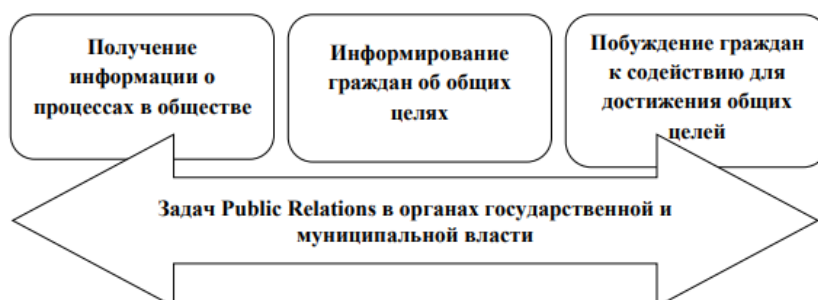 Получение
информации о
процессах в обществе
Информирование
граждан об общих
целях
Побуждение граждан
к содействию для
достижения общих
целей
Задач Public Relations в органах государственной и
муниципальной власти